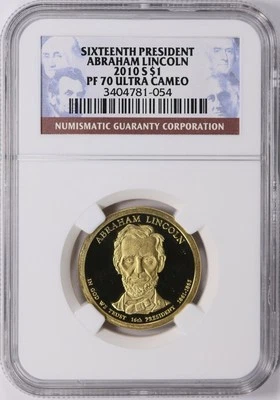 SIXTEENTH PRESIDENT
ABRAHAM LINCOLN
2010 S $1
PF 70 ULTRA CAMEO
3404781-054
NUMISMATIC GUARANTY CORPORATION
ABRAHAM LINCOLN
IN GOD WE TRUST 16th PRESIDENT 1861-1865